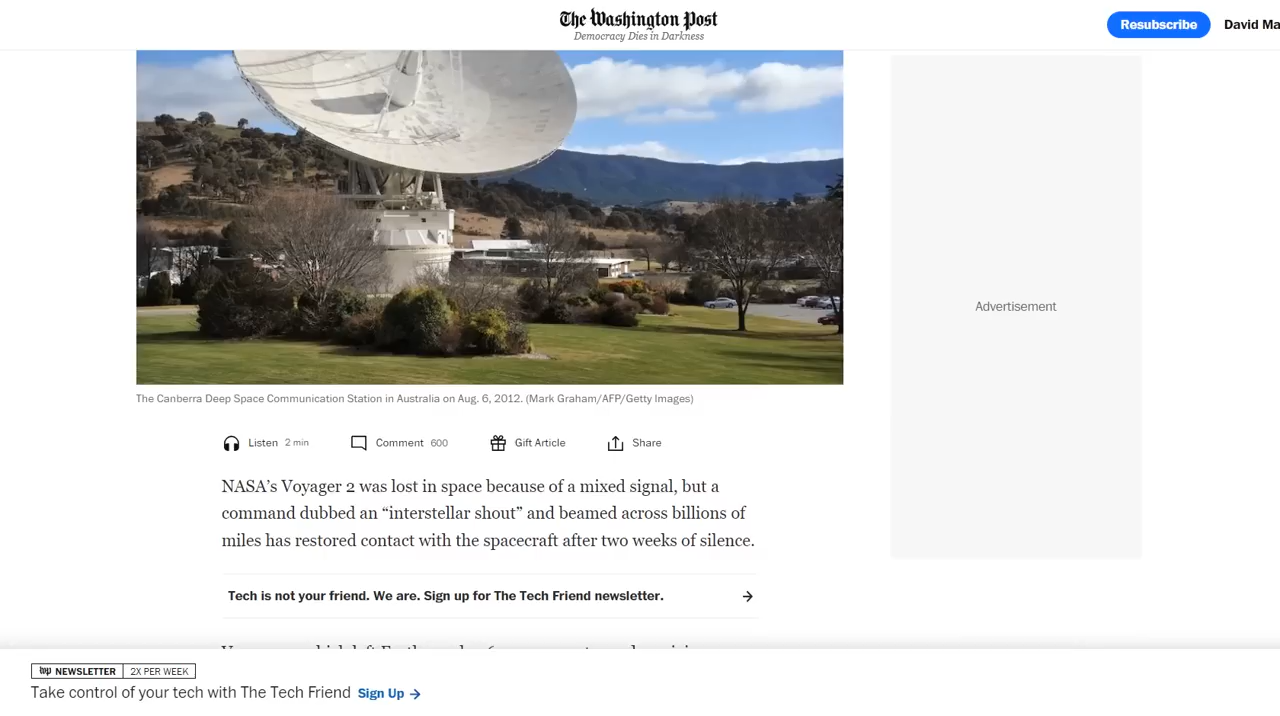 The Washington Post
Democracy Dies in Darkness
Resubscribe
David Ma
Advertisement
The Canberra Deep Space Communication Station in Australia on Aug. 6, 2012. (Mark Graham/AFP/Getty Images)
Listen 2 min Comment 600 Gift Article Share
NASA’s Voyager 2 was lost in space because of a mixed signal, but a
command dubbed an “interstellar shout” and beamed across billions of
miles has restored contact with the spacecraft after two weeks of silence.
Tech is not your friend. We are. Sign up for The Tech Friend newsletter.
wp NEWSLETTER 2X PER WEEK
Take control of your tech with The Tech Friend Sign Up